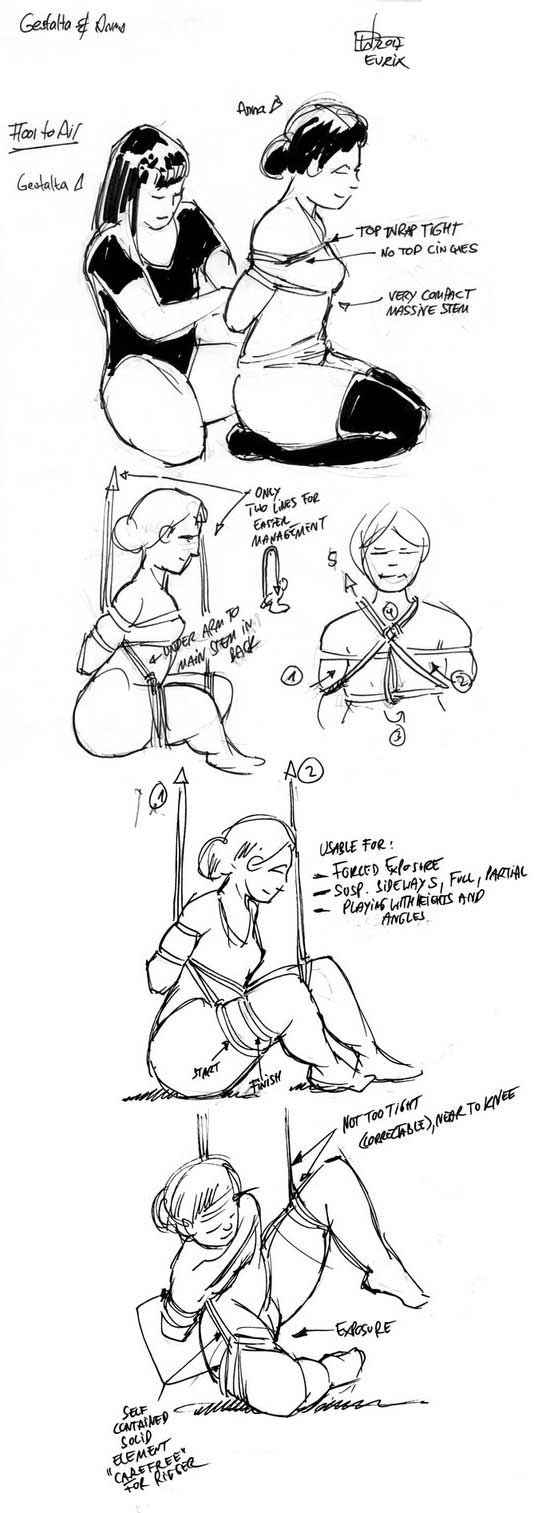 Gestalta & Anna
2017
EURIX
Floor to Air
Anna
Gestalta
TOP WRAP TIGHT
NO TOP CINCHES
VERY COMPACT
MASSIVE STEM
ONLY
TWO LINES FOR
EASIER
MANAGEMENT
UNDER ARM TO
MAIN STEM IN
BACK
5
4
1
2
3
1
2
USABLE FOR:
- FORCED EXPOSURE
- SUSP. SIDEWAYS, FULL, PARTIAL
- PLAYING WITH HEIGHTS AND
ANGLES
START
FINISH
NOT TOO TIGHT
(CORRECTABLE), NEAR TO KNEE
EXPOSURE
SELF
CONTAINED
SOLID
ELEMENT
"CAREFREE"
FOR RIGGER